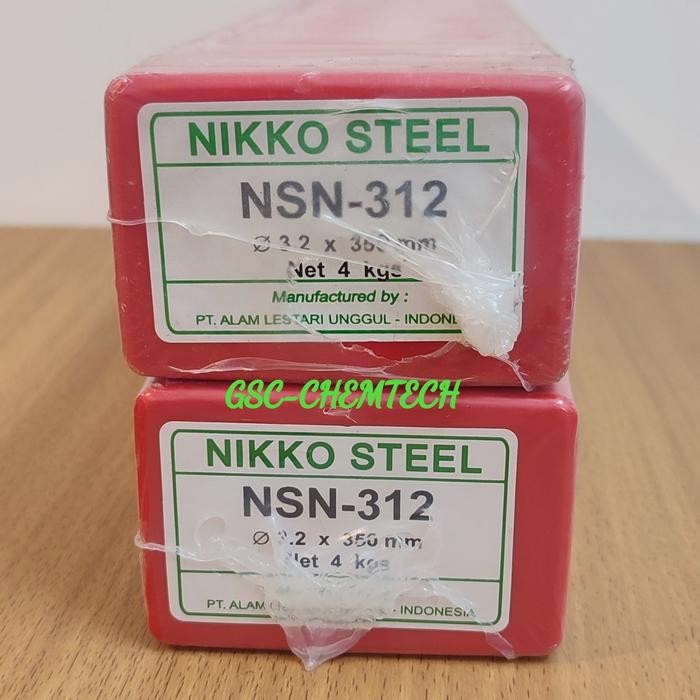 NIKKO STEEL
NSN-312
Ø 3.2 x 350 mm
Net 4 kgs
Manufactured by :
PT. ALAM LESTARI UNGGUL -
GSC-CHEMTECH
NIKKO STEEL
NSN-312
Ø 3.2 x 350 mm
Net 4 kgs
PT. ALAM - INDONESIA